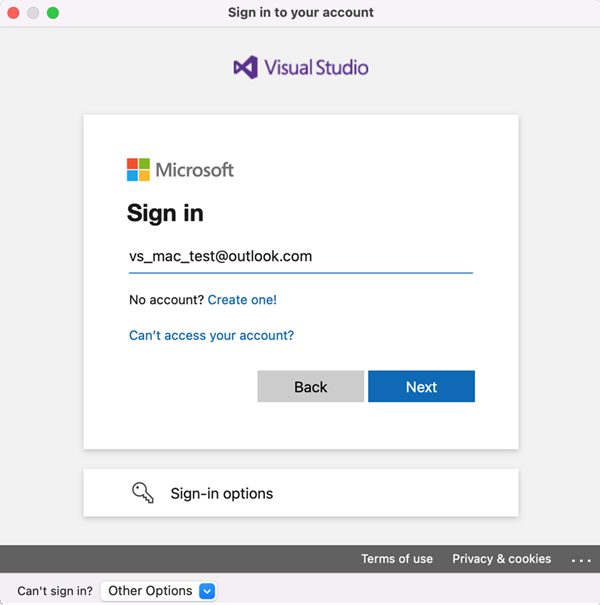 Sign in to your account
Visual Studio
Microsoft
Sign in
vs_mac_test@outlook.com
No account? Create one!
Can't access your account?
Back Next
Sign-in options
Terms of use Privacy & cookies ...
Can't sign in? Other Options